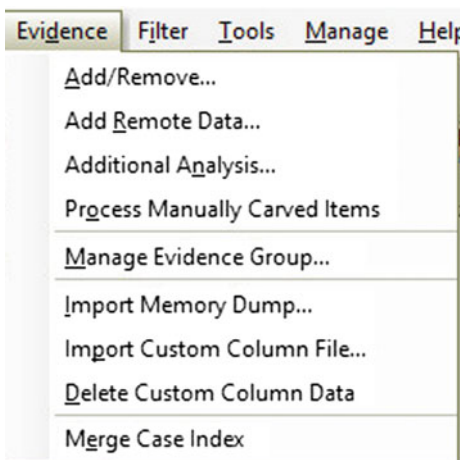 Evidence Filter Tools Manage
Add/Remove...
Add Remote Data...
Additional Analysis...
Process Manually Carved Items
Manage Evidence Group...
Import Memory Dump...
Import Custom Column File...
Delete Custom Column Data
Merge Case Index